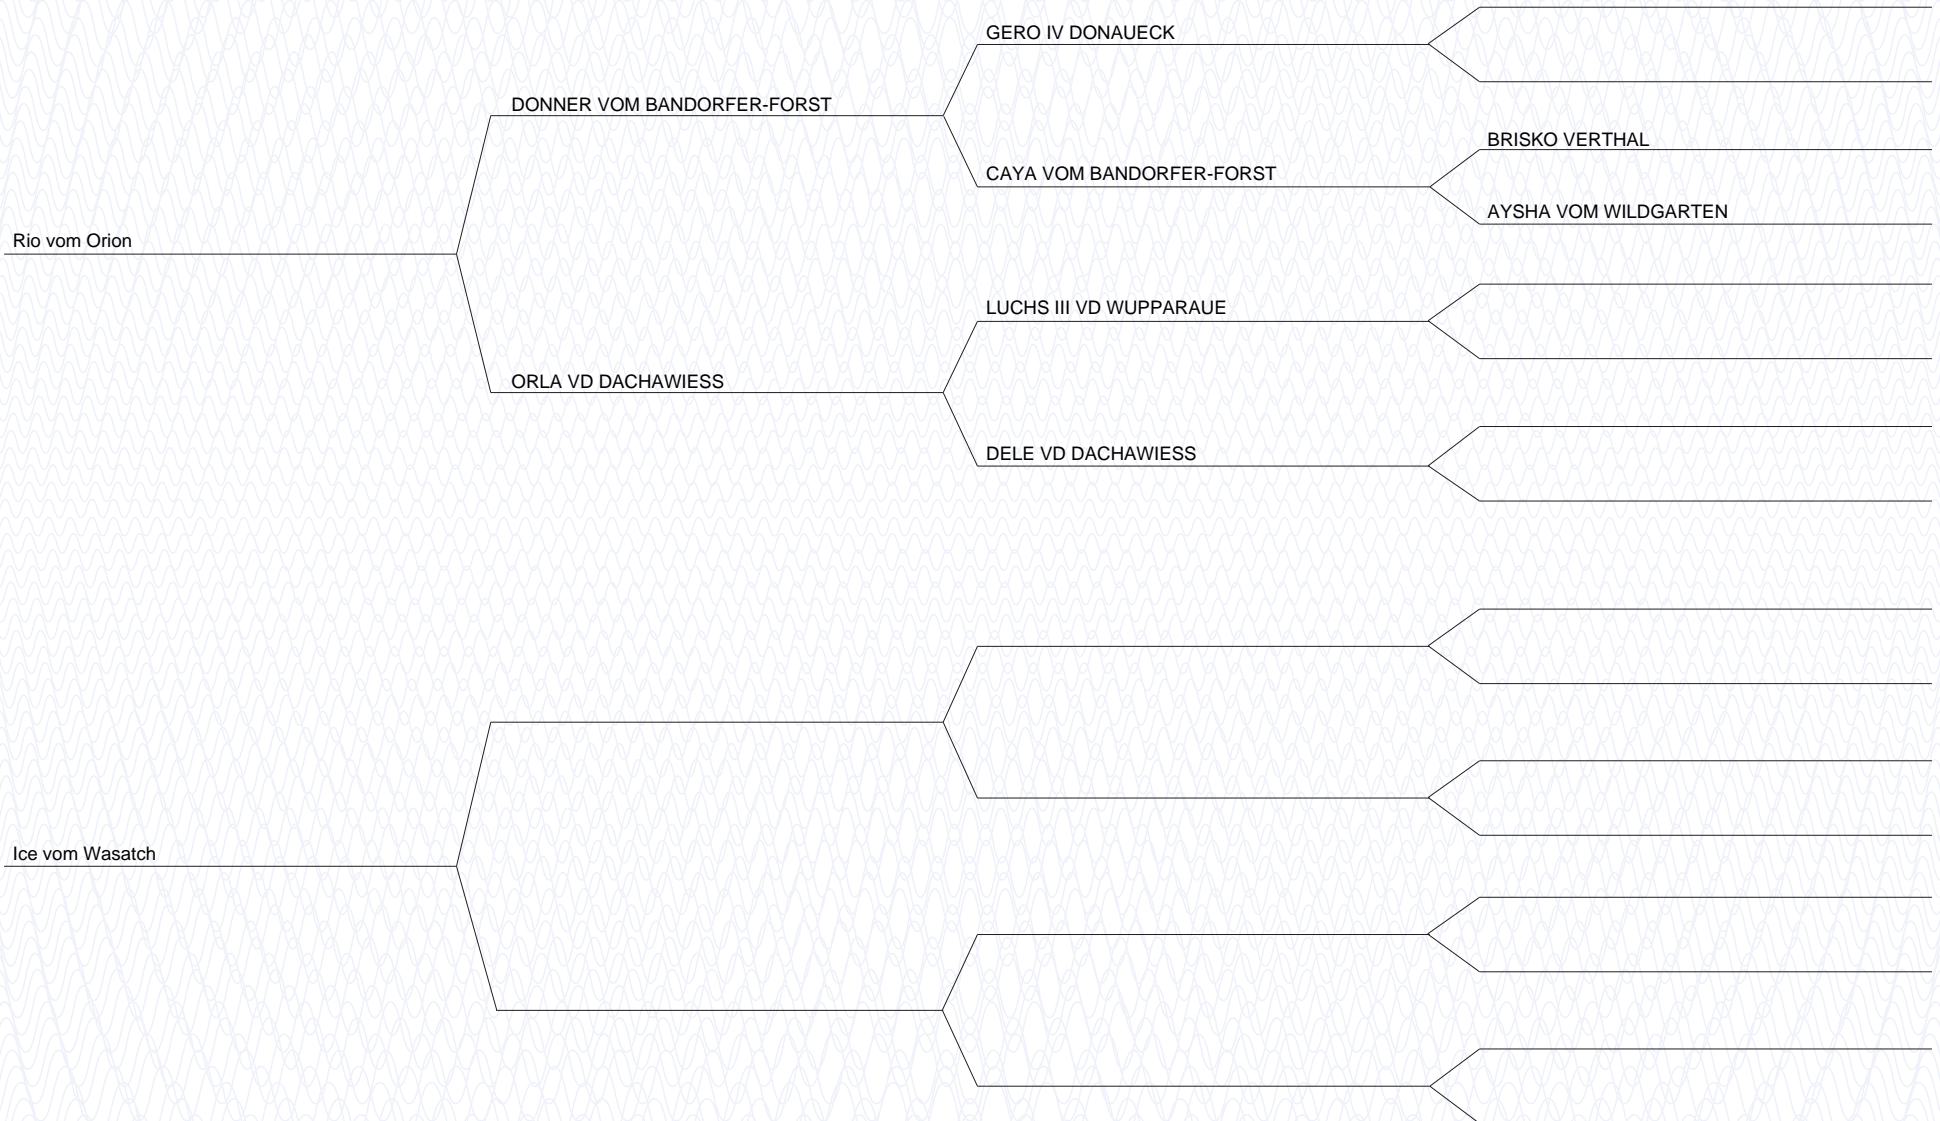 GERO IV DONAUECK
DONNER VOM BANDORFER-FORST
BRISKO VERTHAL
CAYA VOM BANDORFER-FORST
AYSHA VOM WILDGARTEN
Rio vom Orion
LUCHS III VD WUPPARAUE
ORLA VD DACHAWIESS
DELE VD DACHAWIESS
Ice vom Wasatch